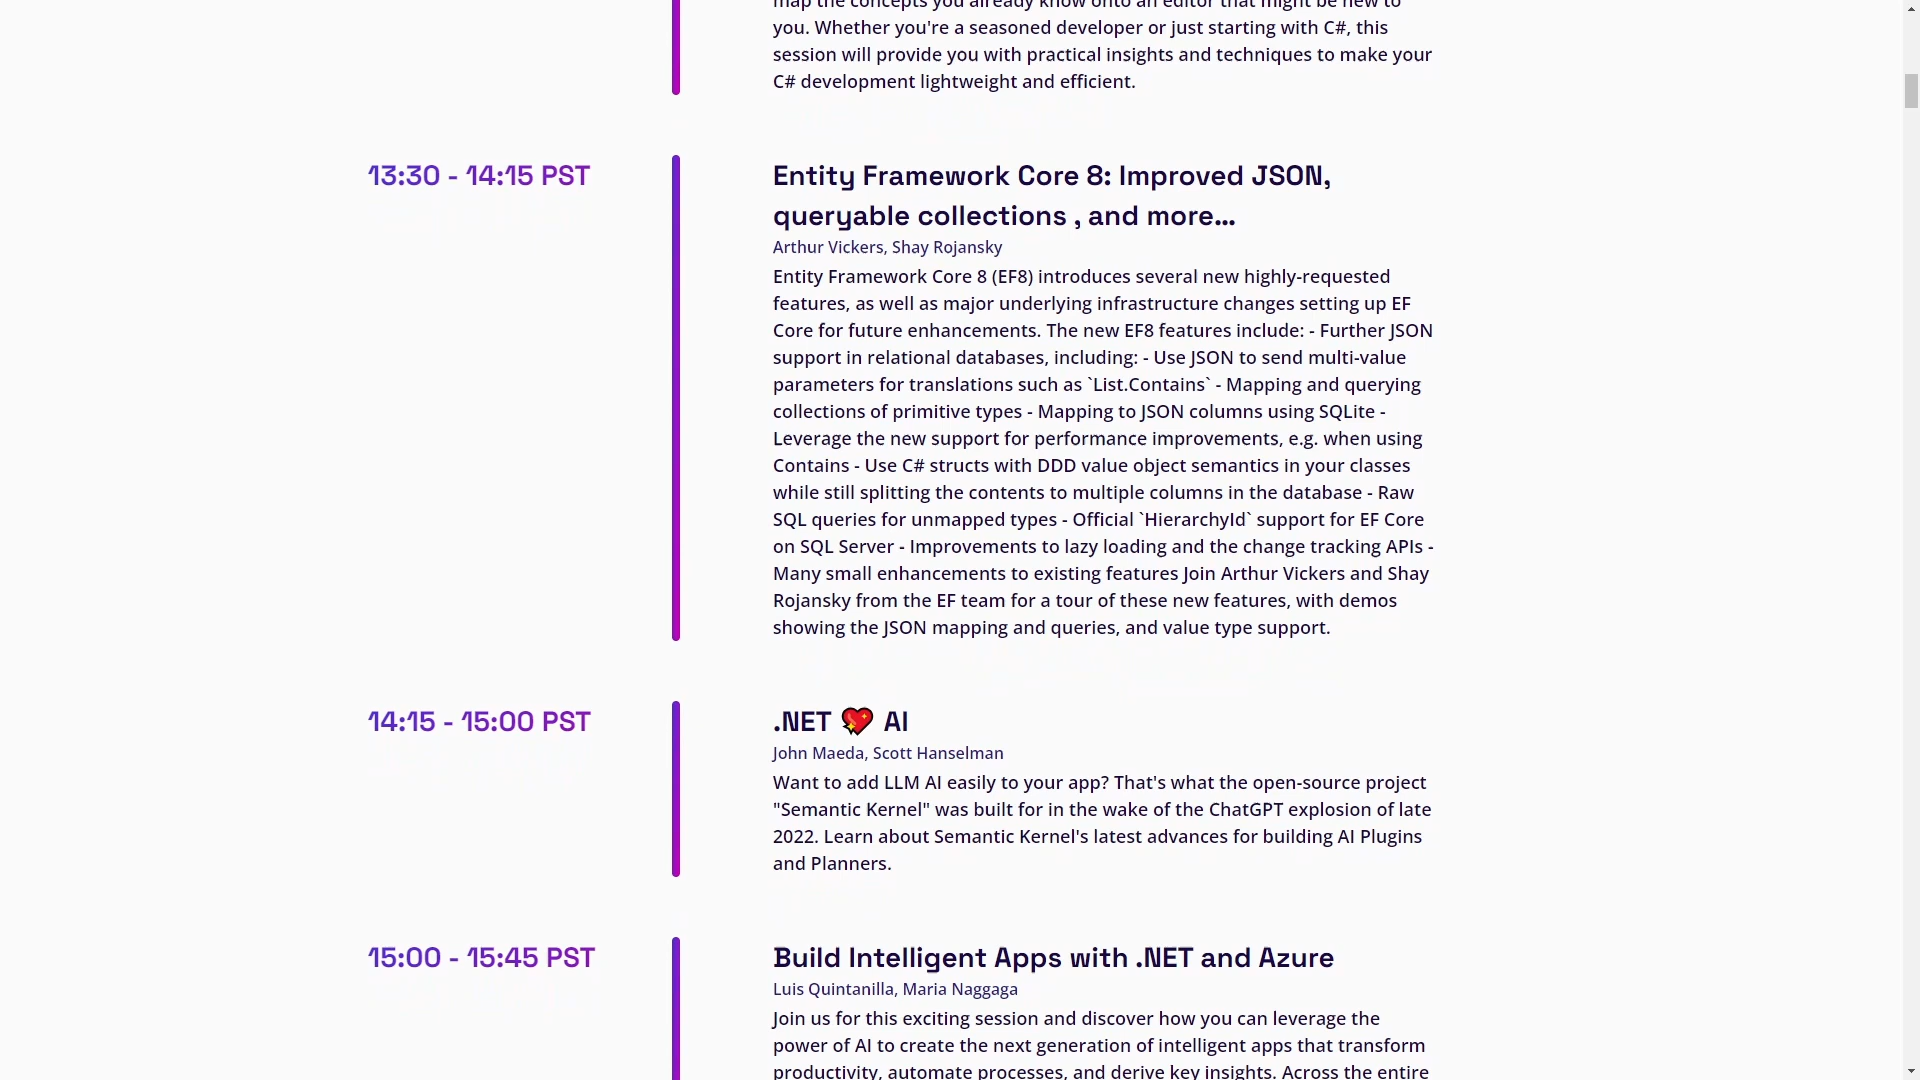 map the concepts you already know onto an editor that might be new to
you. Whether you're a seasoned developer or just starting with C#, this
session will provide you with practical insights and techniques to make your
C# development lightweight and efficient.
13:30 - 14:15 PST
Entity Framework Core 8: Improved JSON,
queryable collections , and more...
Arthur Vickers, Shay Rojansky
Entity Framework Core 8 (EF8) introduces several new highly-requested
features, as well as major underlying infrastructure changes setting up EF
Core for future enhancements. The new EF8 features include: - Further JSON
support in relational databases, including: - Use JSON to send multi-value
parameters for translations such as `List.Contains` - Mapping and querying
collections of primitive types - Mapping to JSON columns using SQLite -
Leverage the new support for performance improvements, e.g. when using
Contains - Use C# structs with DDD value object semantics in your classes
while still splitting the contents to multiple columns in the database - Raw
SQL queries for unmapped types - Official `HierarchyId` support for EF Core
on SQL Server - Improvements to lazy loading and the change tracking APIs -
Many small enhancements to existing features Join Arthur Vickers and Shay
Rojansky from the EF team for a tour of these new features, with demos
showing the JSON mapping and queries, and value type support.
14:15 - 15:00 PST
.NET 💖 AI
John Maeda, Scott Hanselman
Want to add LLM AI easily to your app? That's what the open-source project
"Semantic Kernel" was built for in the wake of the ChatGPT explosion of late
2022. Learn about Semantic Kernel's latest advances for building AI Plugins
and Planners.
15:00 - 15:45 PST
Build Intelligent Apps with .NET and Azure
Luis Quintanilla, Maria Naggaga
Join us for this exciting session and discover how you can leverage the
power of AI to create the next generation of intelligent apps that transform
productivity, automate processes, and derive key insights. Across the entire